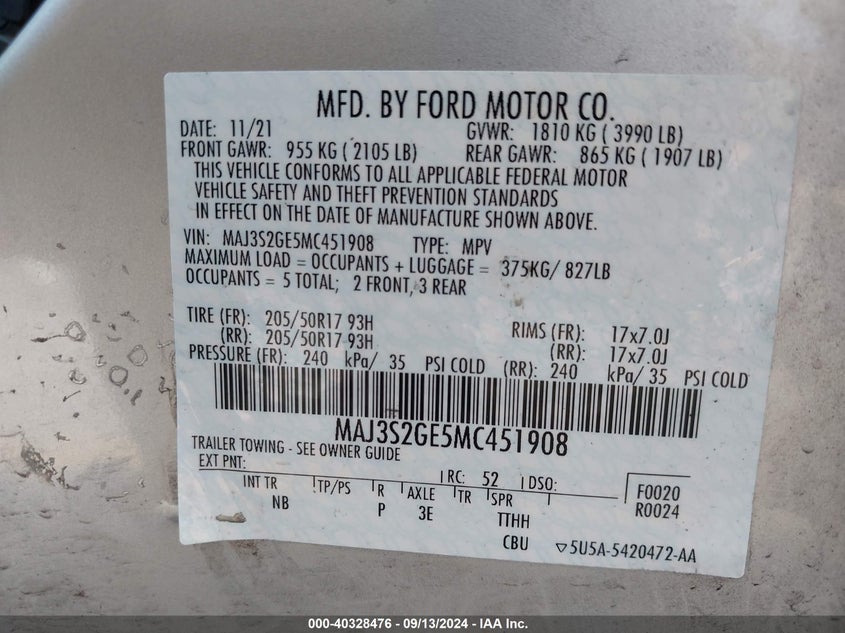 MFD. BY FORD MOTOR CO.
DATE: 11/21 GVWR: 1810 KG ( 3990 LB)
FRONT GAWR: 955 KG ( 2105 LB) REAR GAWR: 865 KG ( 1907 LB)
THIS VEHICLE CONFORMS TO ALL APPLICABLE FEDERAL MOTOR
VEHICLE SAFETY AND THEFT PREVENTION STANDARDS
IN EFFECT ON THE DATE OF MANUFACTURE SHOWN ABOVE.
VIN: MAJ3S2GE5MC451908 TYPE: MPV
MAXIMUM LOAD = OCCUPANTS + LUGGAGE = 375KG/ 827LB
OCCUPANTS = 5 TOTAL; 2 FRONT, 3 REAR
TIRE (FR): 205/50R17 93H RIMS (FR): 17x7.0J
(RR): 205/50R17 93H (RR): 17x7.0J
PRESSURE (FR): 240 kPa/ 35 PSI COLD (RR): 240 kPa/ 35 PSI COLD
MAJ3S2GE5MC451908
TRAILER TOWING - SEE OWNER GUIDE
EXT PNT: RC: 52 DSO: F0020
INT TR TP/PS R AXLE TR SPR R0024
NB P 3E TTHH
CBU ▽5U5A-5420472-AA
000-40328476 - 09/13/2024 - IAA Inc.